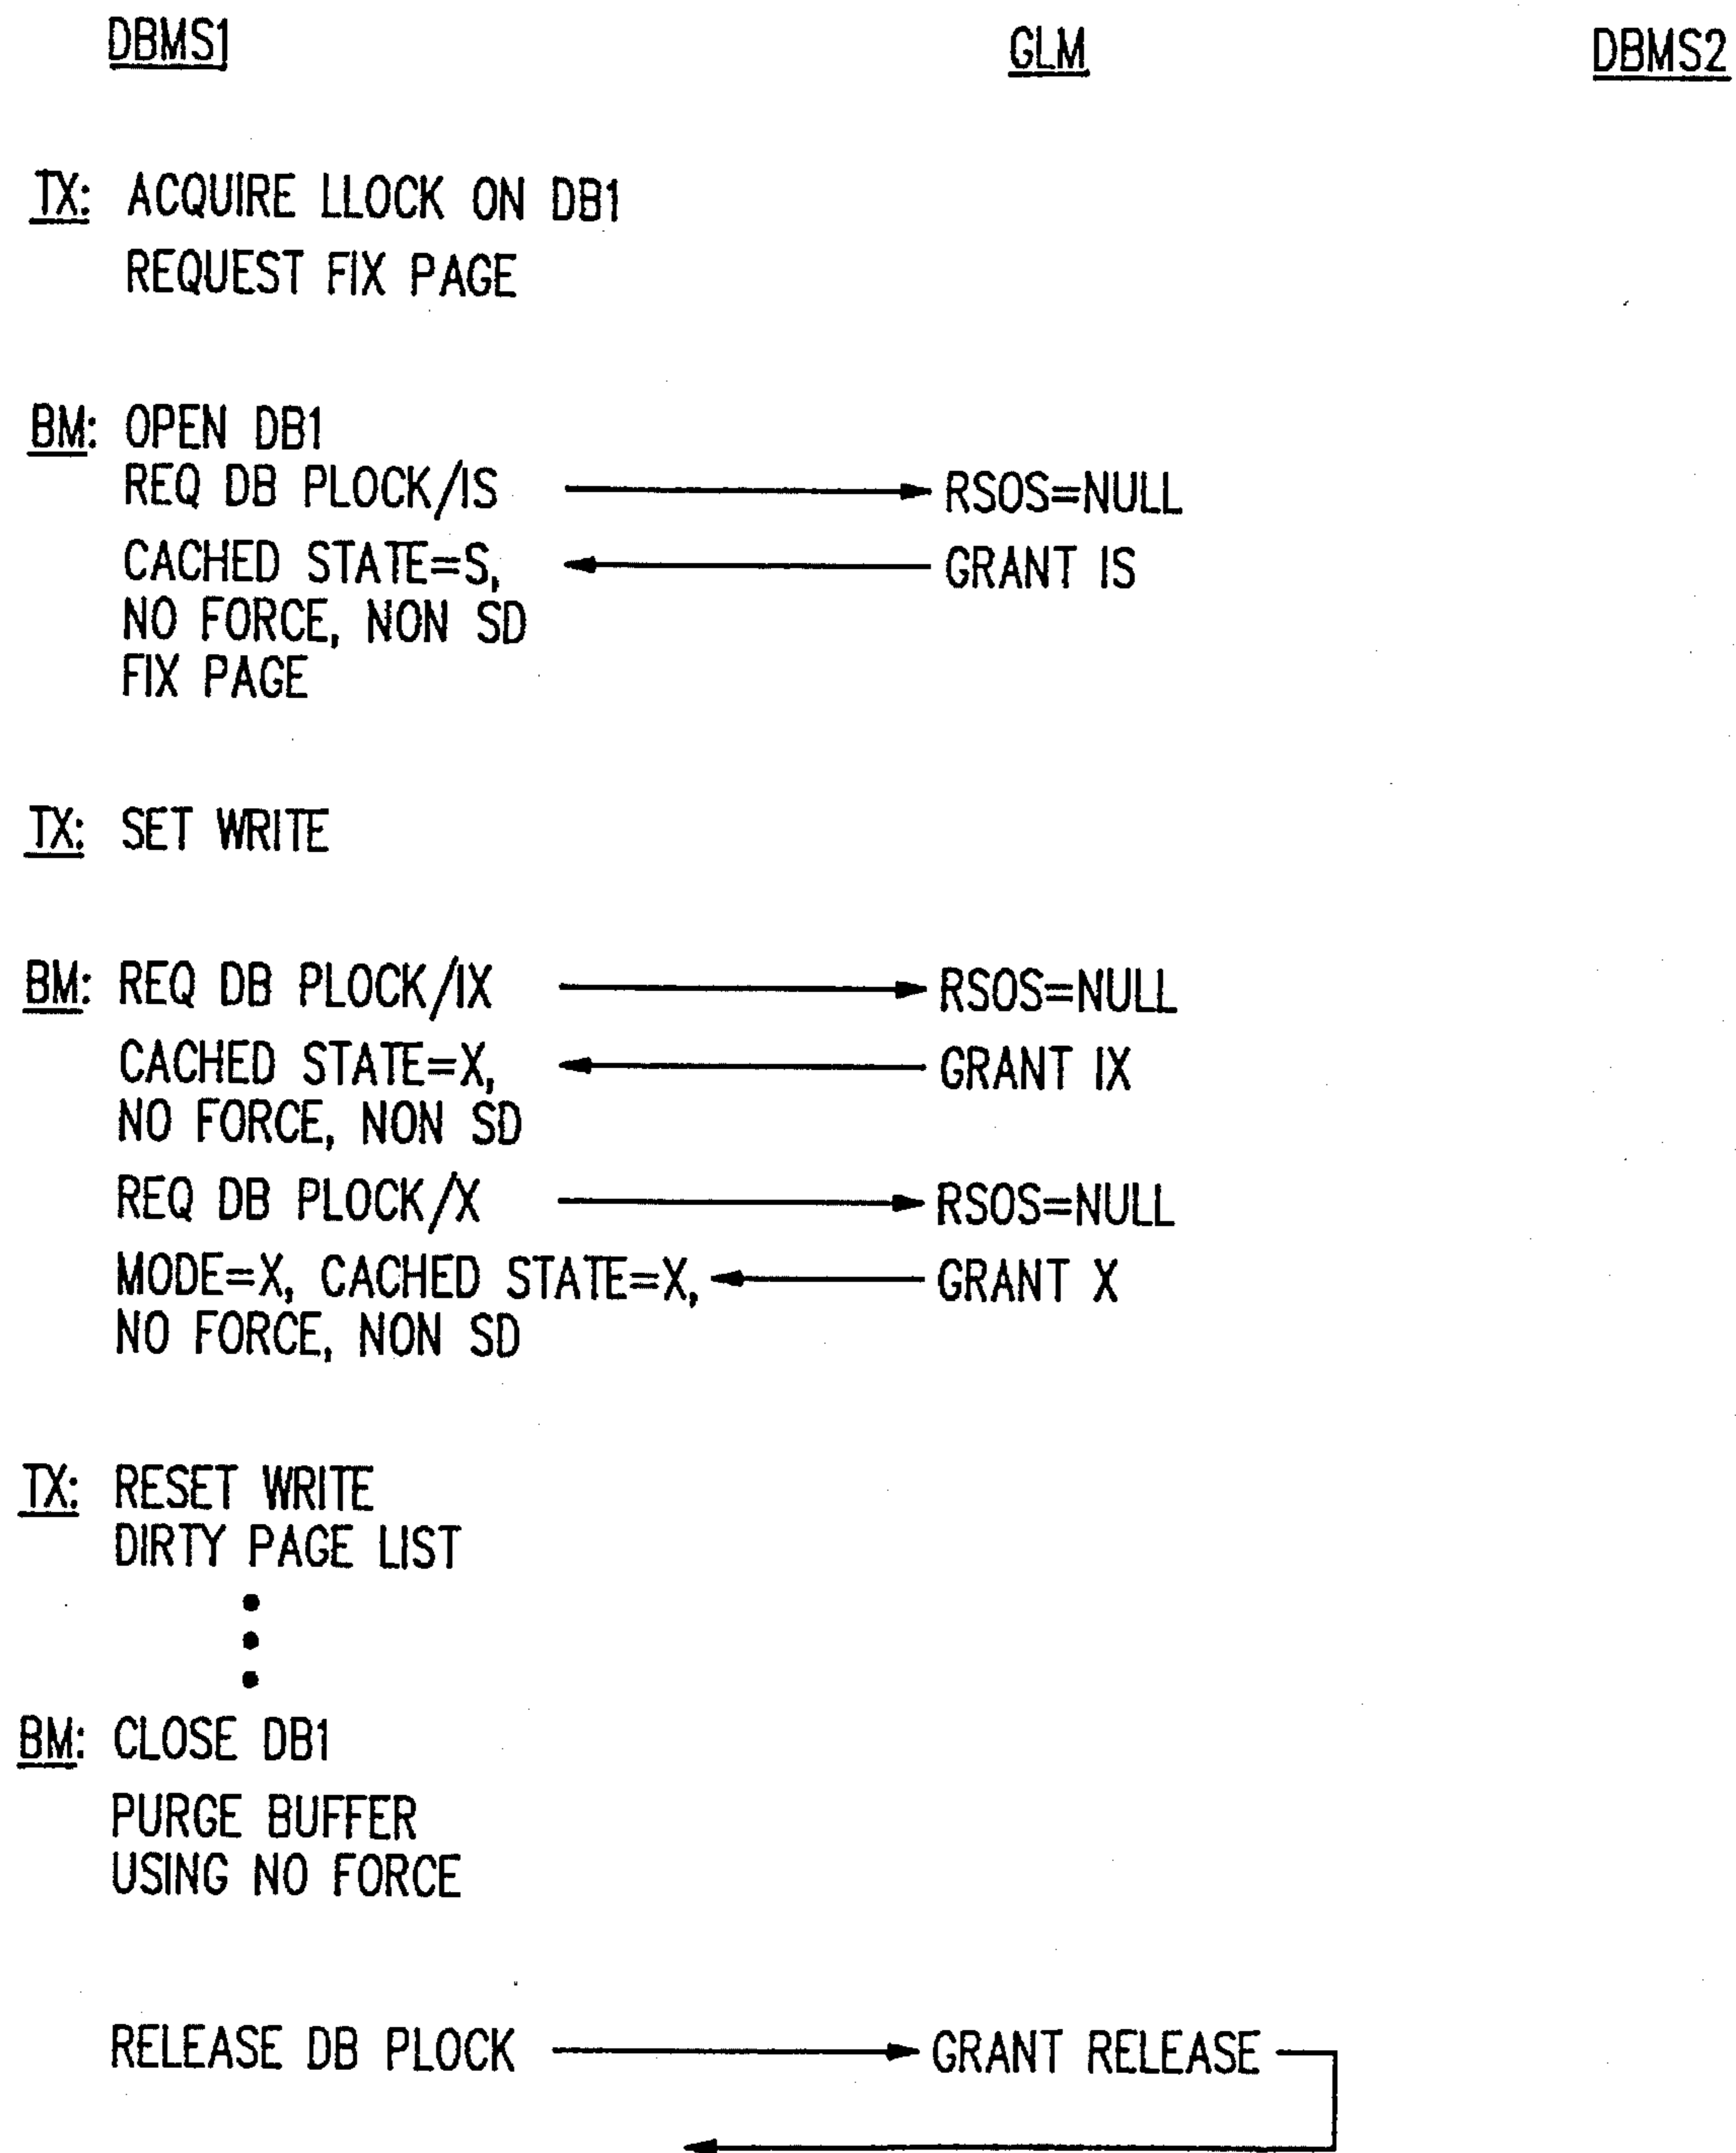 DBMS1 GLM DBMS2
TX: ACQUIRE LLOCK ON DB1
REQUEST FIX PAGE
BM: OPEN DB1
REQ DB PLOCK/IS RSOS=NULL
CACHED STATE=S, GRANT IS
NO FORCE, NON SD
FIX PAGE
TX: SET WRITE
BM: REQ DB PLOCK/IX RSOS=NULL
CACHED STATE=X, GRANT IX
NO FORCE, NON SD
REQ DB PLOCK/X RSOS=NULL
MODE=X, CACHED STATE=X, GRANT X
NO FORCE, NON SD
TX: RESET WRITE
DIRTY PAGE LIST
BM: CLOSE DB1
PURGE BUFFER
USING NO FORCE
RELEASE DB PLOCK GRANT RELEASE